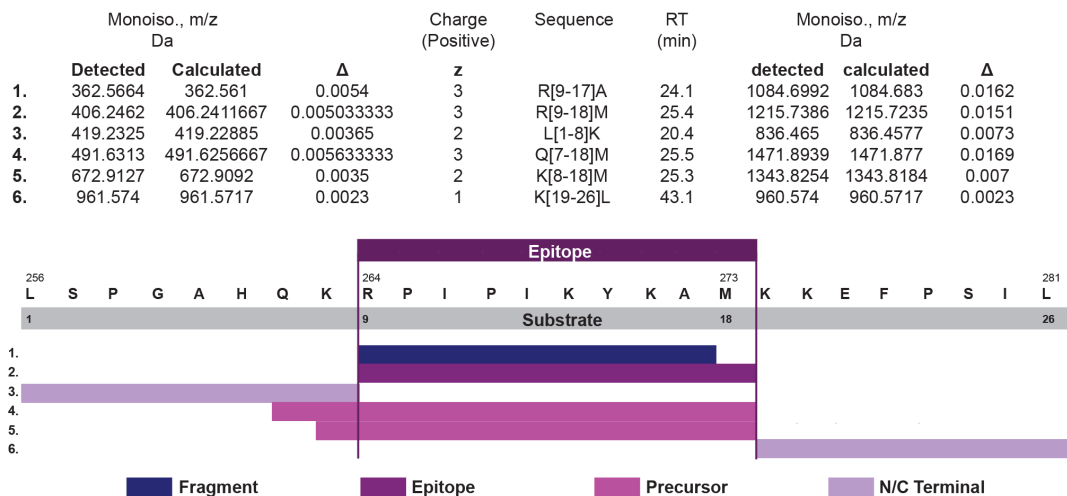 Monoiso., m/z Charge Sequence RT Monoiso., m/z
Da (Positive) (min) Da
Detected Calculated Δ z detected calculated Δ
1. 362.5664 362.561 0.0054 3 R[9-17]A 24.1 1084.6992 1084.683 0.0162
2. 406.2462 406.2411667 0.005033333 3 R[9-18]M 25.4 1215.7386 1215.7235 0.0151
3. 419.2325 419.22885 0.00365 2 L[1-8]K 20.4 836.465 836.4577 0.0073
4. 491.6313 491.6256667 0.005633333 3 Q[7-18]M 25.5 1471.8939 1471.877 0.0169
5. 672.9127 672.9092 0.0035 2 K[8-18]M 25.3 1343.8254 1343.8184 0.007
6. 961.574 961.5717 0.0023 1 K[19-26]L 43.1 960.574 960.5717 0.0023
Epitope
256 264 273 281
L S P G A H Q K R P I P I K Y K A M K K E F P S I L
1 9 Substrate 18 26
1.
2.
3.
4.
5.
6.
Fragment Epitope Precursor N/C Terminal